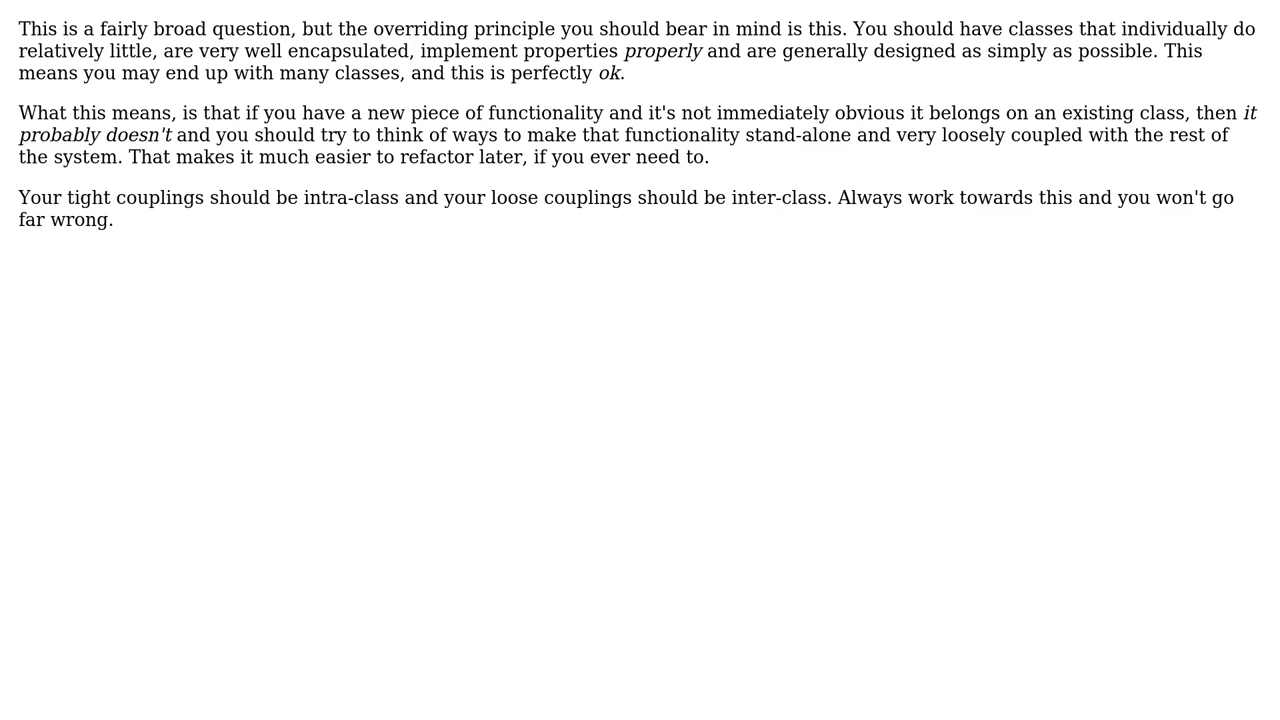 This is a fairly broad question, but the overriding principle you should bear in mind is this. You should have classes that individually do
relatively little, are very well encapsulated, implement properties properly and are generally designed as simply as possible. This
means you may end up with many classes, and this is perfectly ok.
What this means, is that if you have a new piece of functionality and it's not immediately obvious it belongs on an existing class, then it
probably doesn't and you should try to think of ways to make that functionality stand-alone and very loosely coupled with the rest of
the system. That makes it much easier to refactor later, if you ever need to.
Your tight couplings should be intra-class and your loose couplings should be inter-class. Always work towards this and you won't go
far wrong.